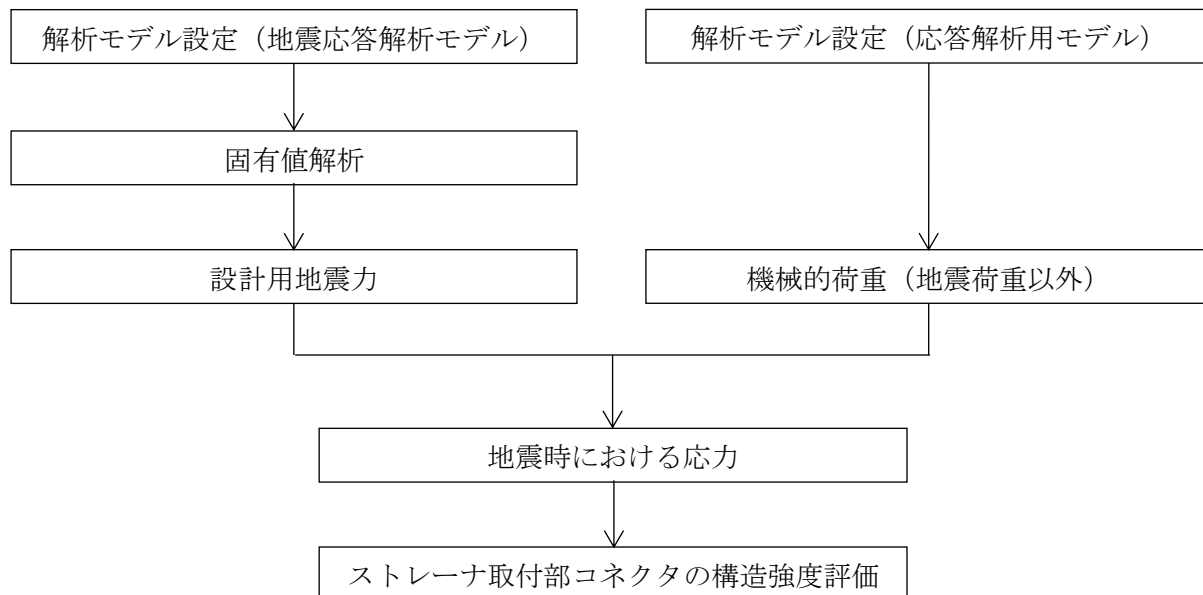 解析モデル設定（地震応答解析モデル）
解析モデル設定（応答解析用モデル）
固有値解析
設計用地震力
機械的荷重（地震荷重以外）
地震時における応力
ストレーナ取付部コネクタの構造強度評価